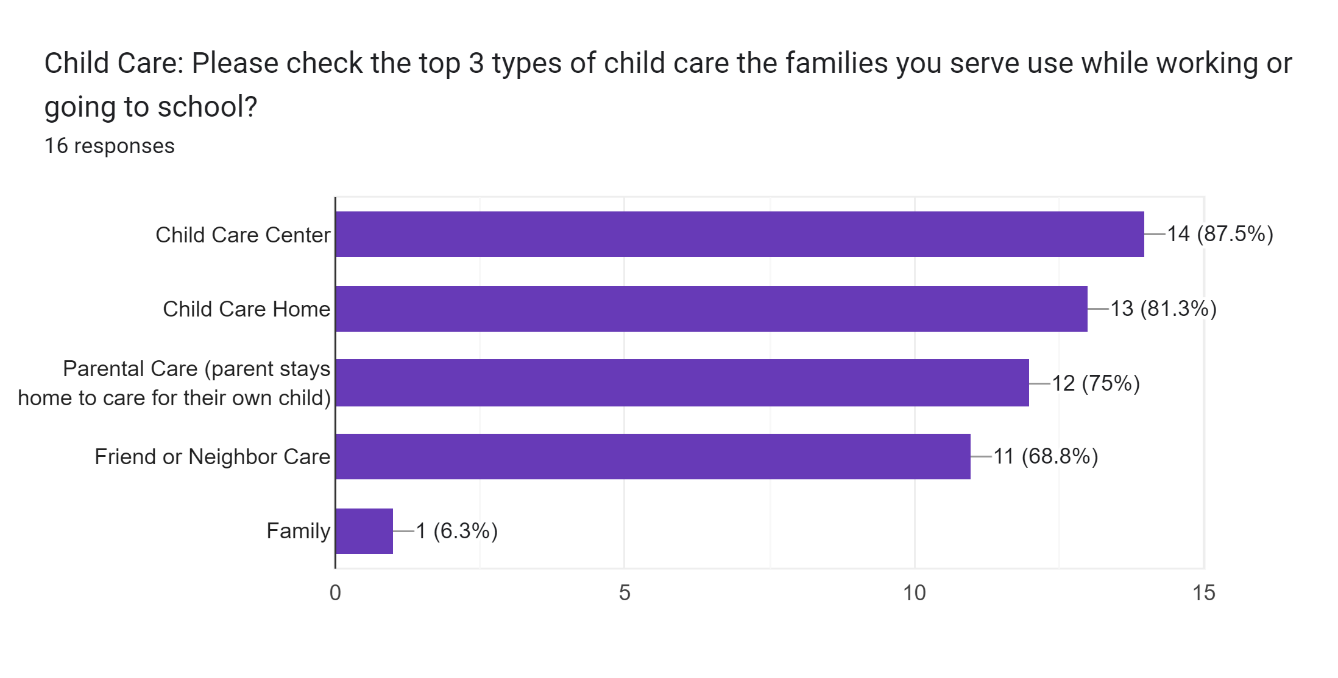 Child Care: Please check the top 3 types of child care the families you serve use while working or
going to school?
16 responses
Child Care Center
14 (87.5%)
Child Care Home
13 (81.3%)
Parental Care (parent stays
home to care for their own child)
12 (75%)
Friend or Neighbor Care
11 (68.8%)
Family
1 (6.3%)
0
5
10
15